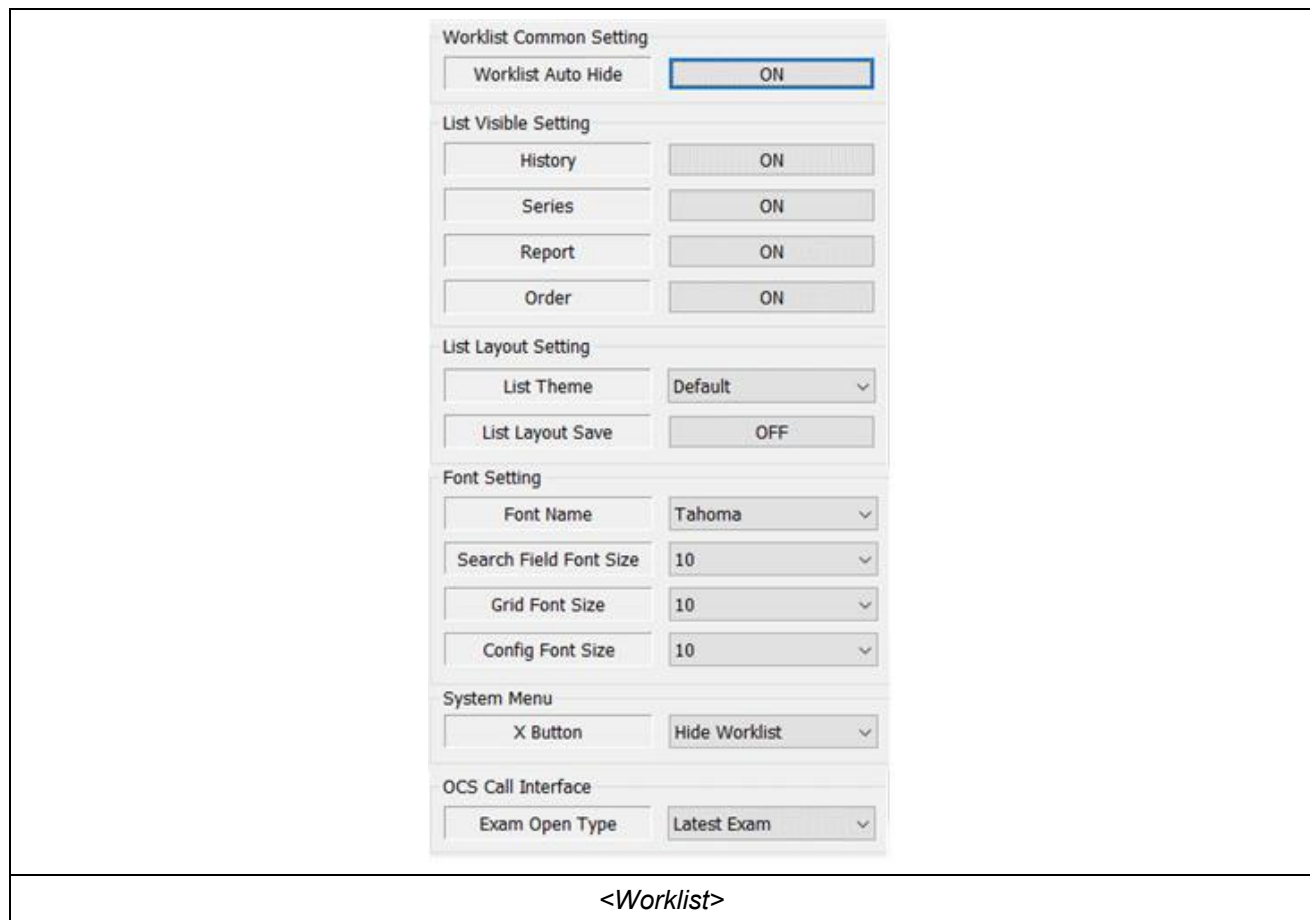 Worklist Common Setting
Worklist Auto Hide ON
List Visible Setting
History ON
Series ON
Report ON
Order ON
List Layout Setting
List Theme Default
List Layout Save OFF
Font Setting
Font Name Tahoma
Search Field Font Size 10
Grid Font Size 10
Config Font Size 10
System Menu
X Button Hide Worklist
OCS Call Interface
Exam Open Type Latest Exam
<Worklist>